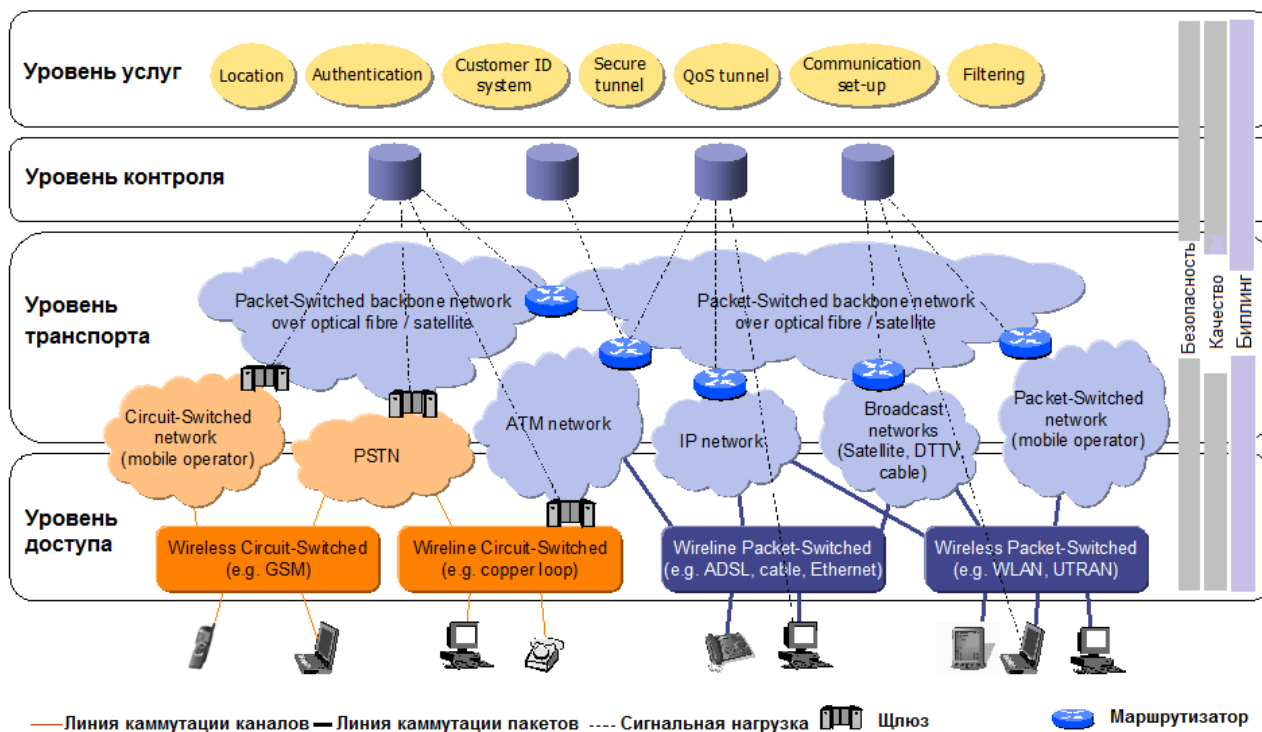 Уровень услуг
Location
Authentication
Customer ID
system
Secure
tunnel
QoS tunnel
Communication
set-up
Filtering
Уровень контроля
Уровень
транспорта
Packet-Switched backbone network
over optical fibre / satellite
Packet-Switched backbone network
over optical fibre / satellite
Circuit-Switched
network
(mobile operator)
PSTN
ATM network
IP network
Broadcast
networks
(Satellite, DTTV
cable)
Packet-Switched
network
(mobile operator)
Уровень
доступа
Wireless Circuit-Switched
(e.g. GSM)
Wireline Circuit-Switched
(e.g. copper loop)
Wireline Packet-Switched
(e.g. ADSL, cable, Ethernet)
Wireless Packet-Switched
(e.g. WLAN, UTRAN)
Безопасность
Качество
Биплинг
Линия каммутации каналов
Линия каммутации пакетов
Сигнальная нагрузка
Щлюз
Маршрутизатор